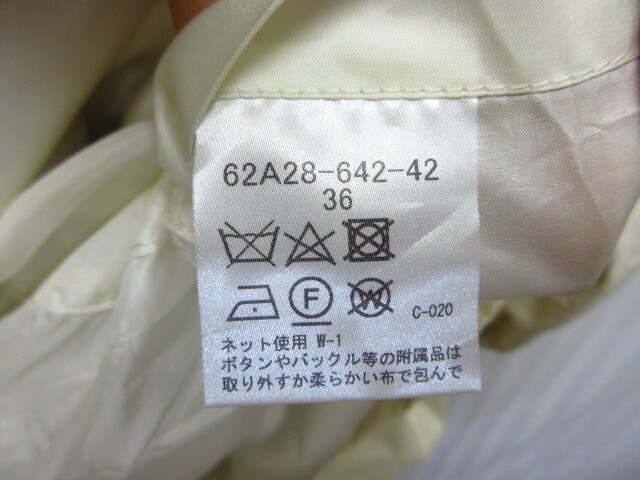 62A28-642-42
36
F W C-020
ネット使用 W-1
ボタンやバックル等の附属品は
取り外すか柔らかい布で包んで